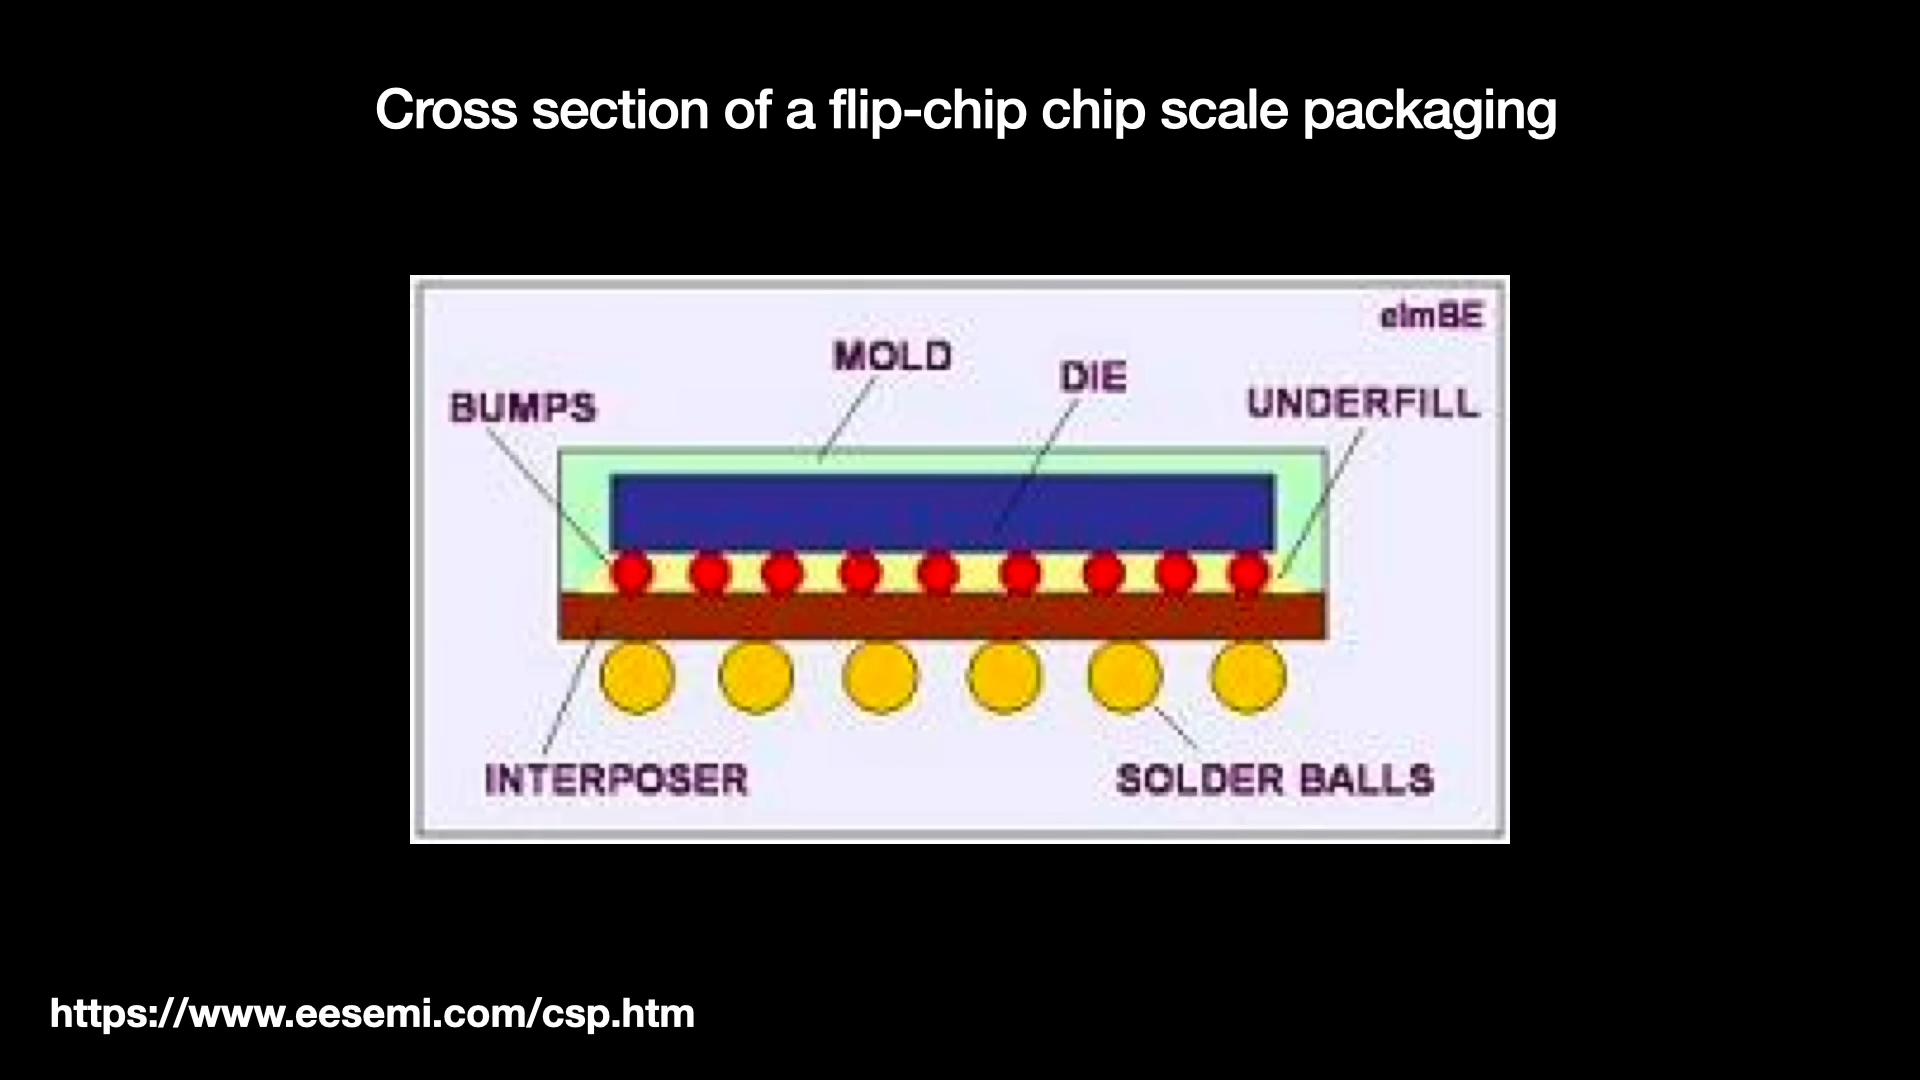 Cross section of a flip-chip chip scale packaging
eimBE
MOLD
DIE
BUMPS
UNDERFILL
INTERPOSER
SOLDER BALLS
https://www.eesemi.com/csp.htm